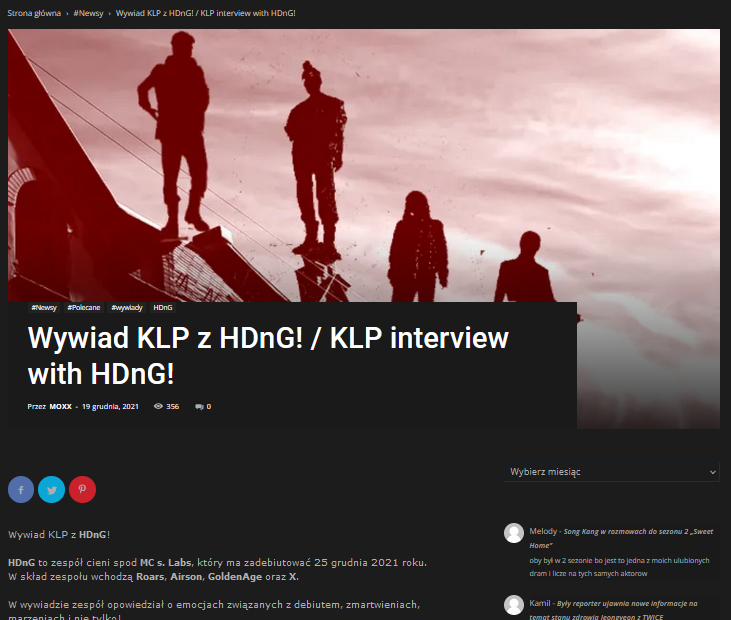 Strona główna › #Newsy › Wywiad KLP z HDnG! / KLP interview with HDnG!
#Newsy #Polecane #wywiady HDnG
Wywiad KLP z HDnG! / KLP interview
with HDnG!
Przez MOXX - 19 grudnia, 2021 356 0
Wybierz miesiąc
Wywiad KLP z HDnG!
HDnG to zespół cieni spod MC s. Labs, który ma zadebiutować 25 grudnia 2021 roku.
W skład zespołu wchodzą Roars, Airson, GoldenAge oraz X.
W wywiadzie zespół opowiedział o emocjach związanych z debiutem, zmartwieniach,
marzeniach i nie tylko!
Melody - Song Kang w rozmowach do sezonu 2 „Sweet
Home”
oby był w 2 sezonie bo jest to jedna z moich ulubionych
dram i licze na tych samych aktorow
Kamil - Były reporter ujawnia nowe informacje na
temat stanu zdrowia Jeongyeon z TWICE